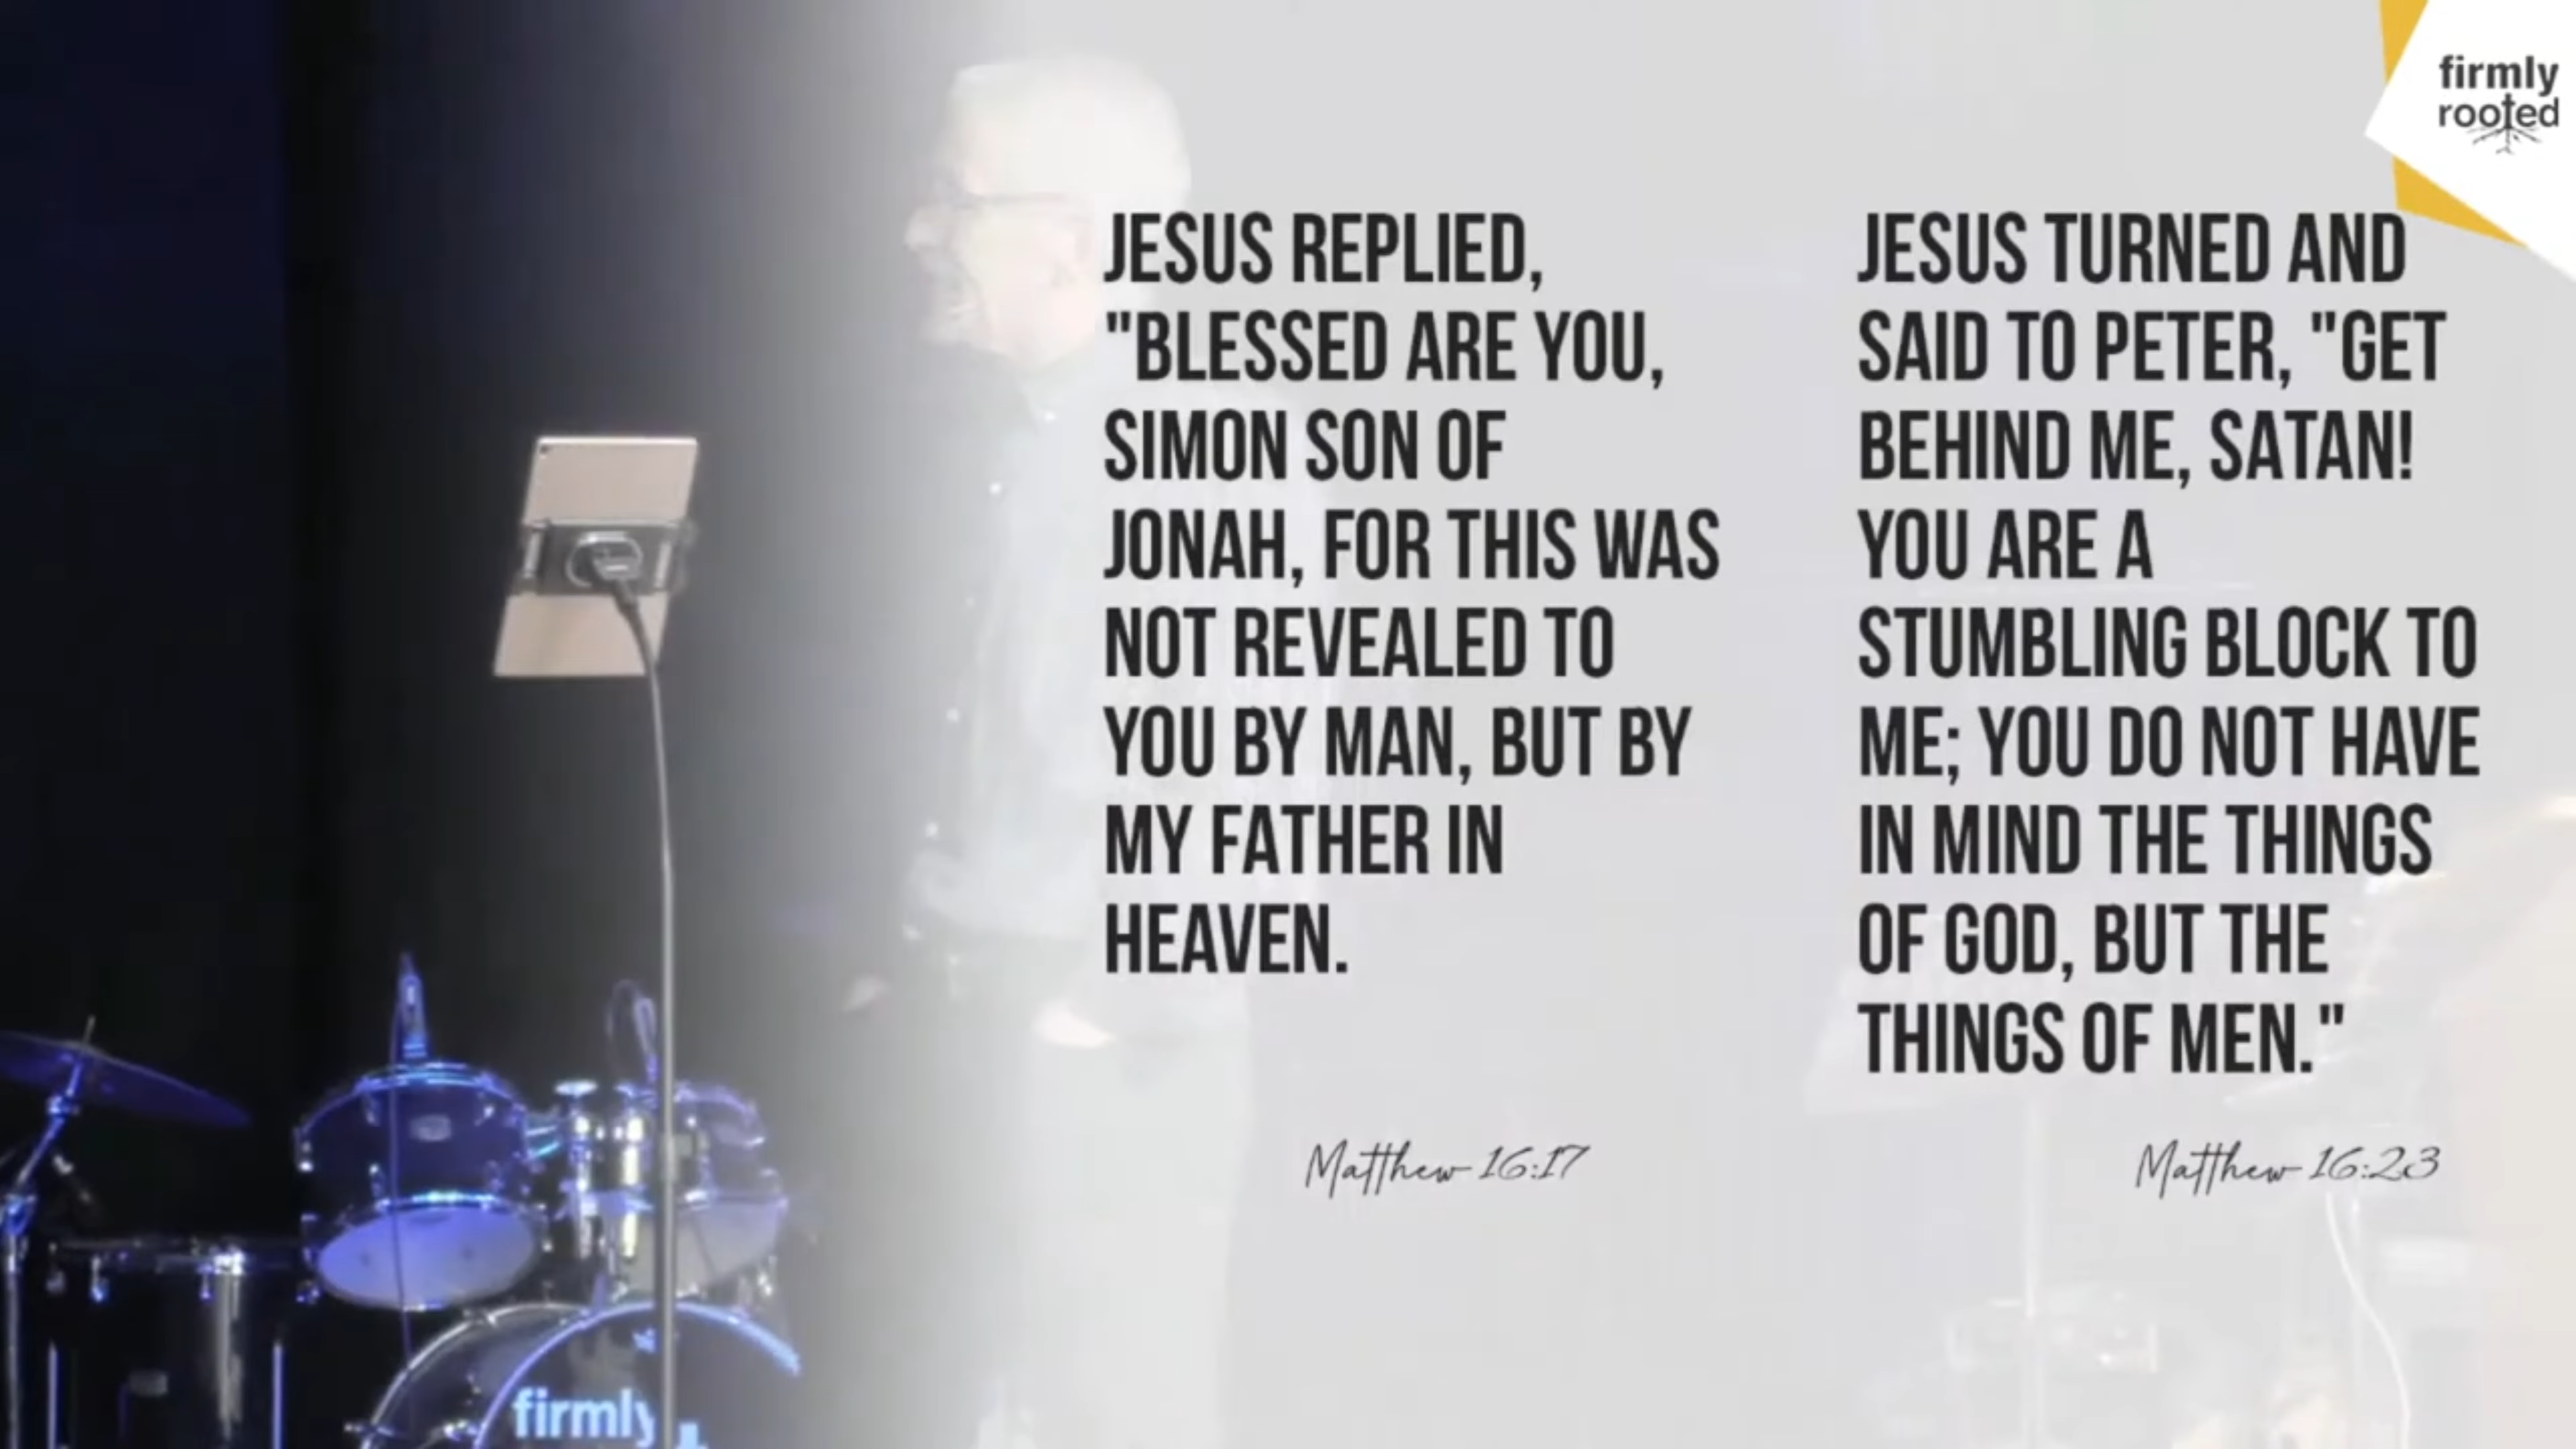 firmly
rooted
JESUS REPLIED,
"BLESSED ARE YOU,
SIMON SON OF
JONAH, FOR THIS WAS
NOT REVEALED TO
YOU BY MAN, BUT BY
MY FATHER IN
HEAVEN.
Matthew 16:17
JESUS TURNED AND
SAID TO PETER, "GET
BEHIND ME, SATAN!
YOU ARE A
STUMBLING BLOCK TO
ME; YOU DO NOT HAVE
IN MIND THE THINGS
OF GOD, BUT THE
THINGS OF MEN."
Matthew 16:23
firmly